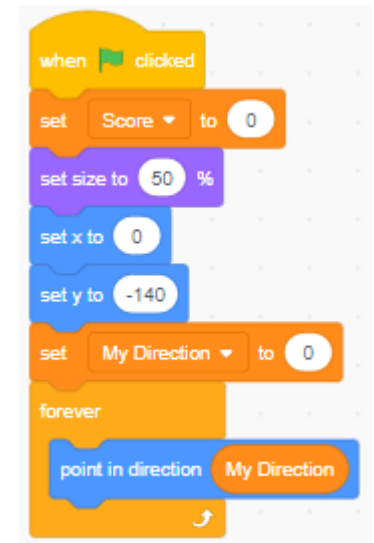 when clicked
set Score to 0
set size to 50 %
set x to 0
set y to -140
set My Direction to 0
forever
point in direction My Direction